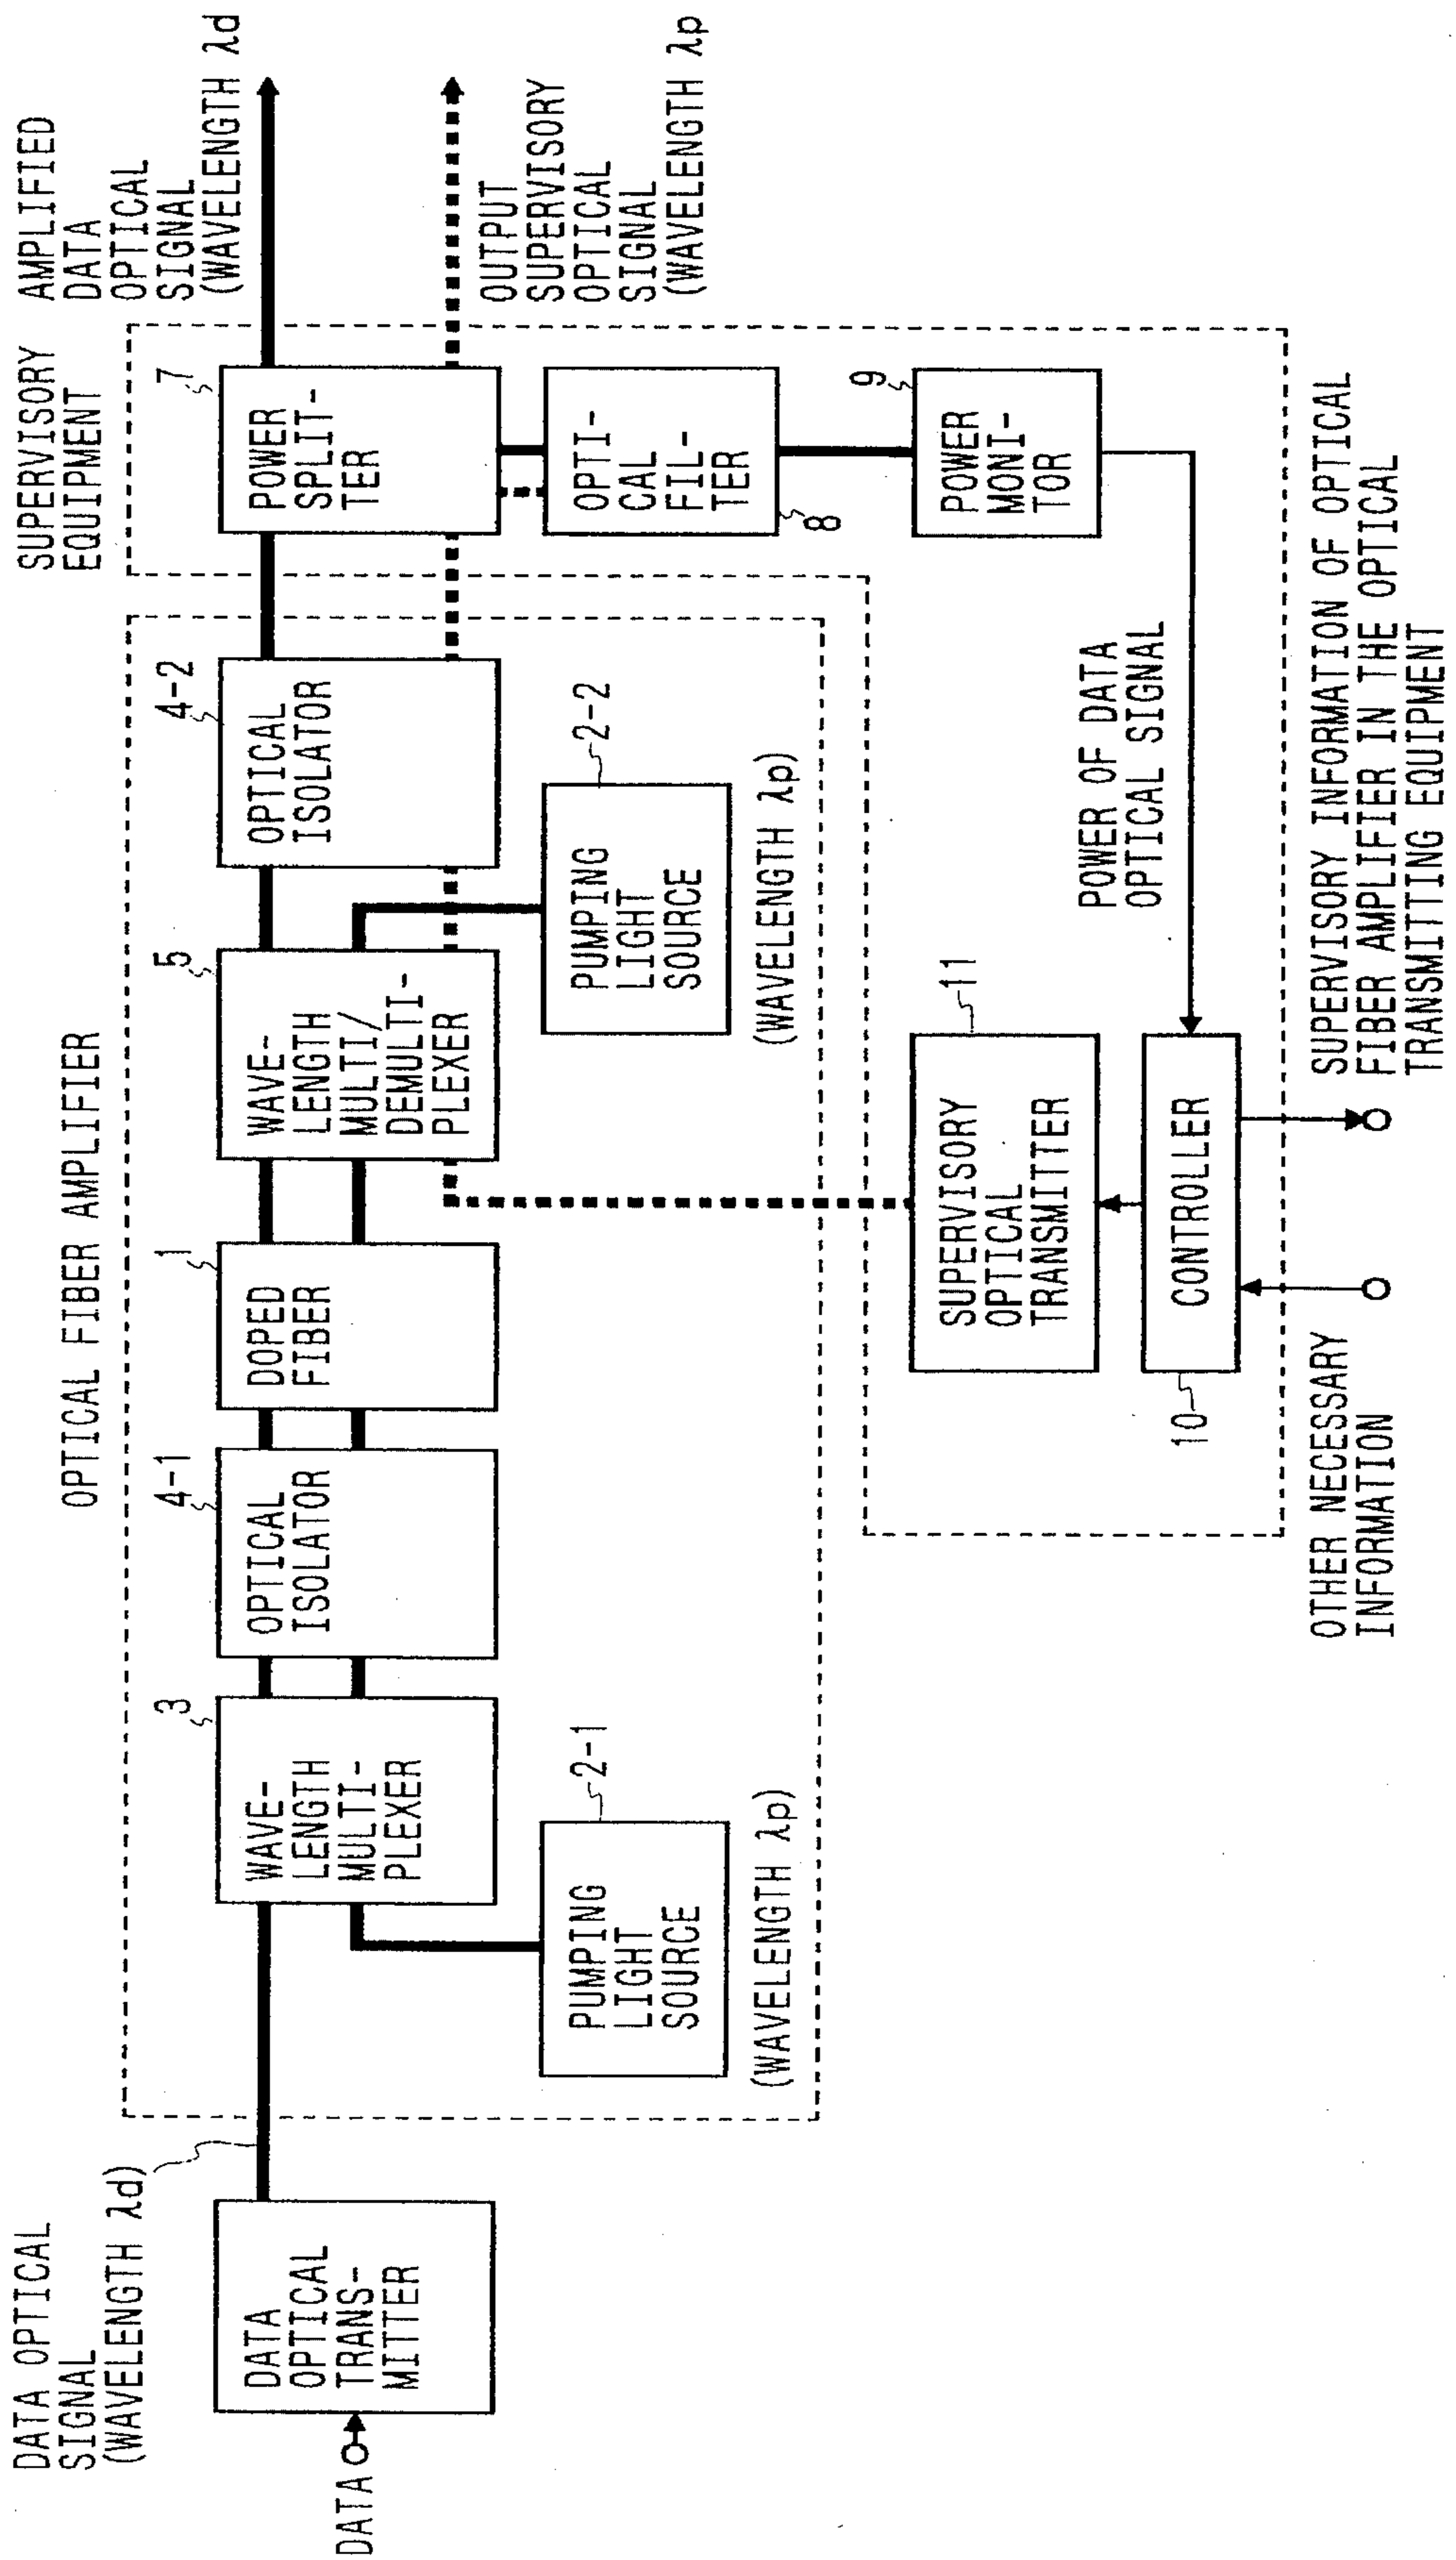 DATA OPTICAL
SIGNAL
(WAVELENGTH λd)
DATA
DATA
OPTICAL
TRANS-
MITTER
OPTICAL FIBER AMPLIFIER
3
WAVE-
LENGTH
MULTI-
PLEXER
4-1
OPTICAL
ISOLATOR
1
DOPED
FIBER
5
WAVE-
LENGTH
MULTI/
DEMULTI-
PLEXER
4-2
OPTICAL
ISOLATOR
2-1
PUMPING
LIGHT
SOURCE
(WAVELENGTH λp)
2-2
PUMPING
LIGHT
SOURCE
(WAVELENGTH λp)
SUPERVISORY
EQUIPMENT
7
POWER
SPLIT-
TER
AMPLIFIED
DATA
OPTICAL
SIGNAL
(WAVELENGTH λd
OUTPUT
SUPERVISORY
OPTICAL
SIGNAL
(WAVELENGTH λp
OPTI-
CAL
FIL-
TER
8
9
POWER
MONI-
TOR
POWER OF DATA
OPTICAL SIGNAL
11
SUPERVISORY
OPTICAL
TRANSMITTER
10
CONTROLLER
OTHER NECESSARY
INFORMATION
SUPERVISORY INFORMATION OF OPTICAL
FIBER AMPLIFIER IN THE OPTICAL
TRANSMITTING EQUIPMENT